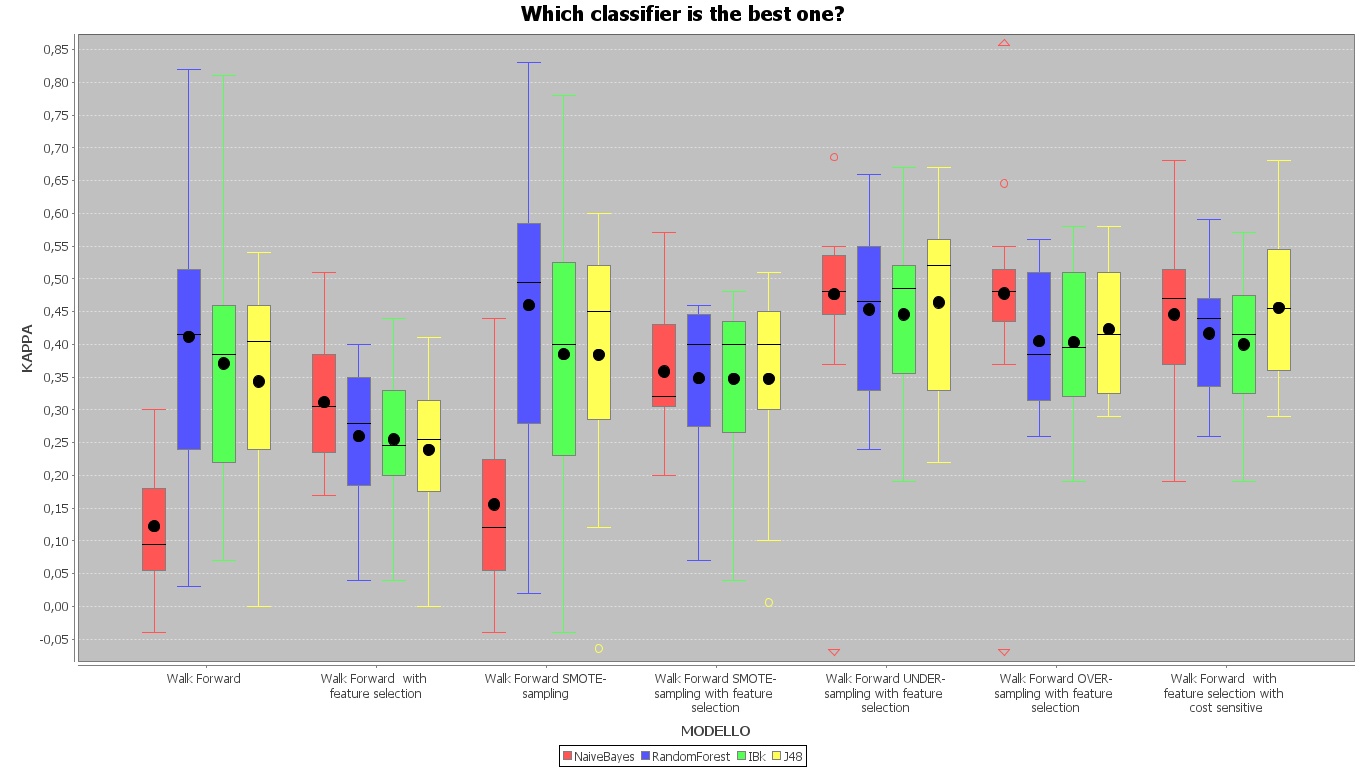 Which classifier is the best one?
0,85
0,80
0,75
0,70
0,65
0,60
0,55
0,50
0,45
0,40
0,35
0,30
0,25
0,20
0,15
0,10
0,05
0,00
-0,05
KAPPA
Walk Forward
Walk Forward with
feature selection
Walk Forward SMOTE-
sampling
Walk Forward SMOTE-
sampling with feature
selection
Walk Forward UNDER-
sampling with feature
selection
Walk Forward OVER-
sampling with feature
selection
Walk Forward with
feature selection with
cost sensitive
MODELLO
NaiveBayes RandomForest IBk J48